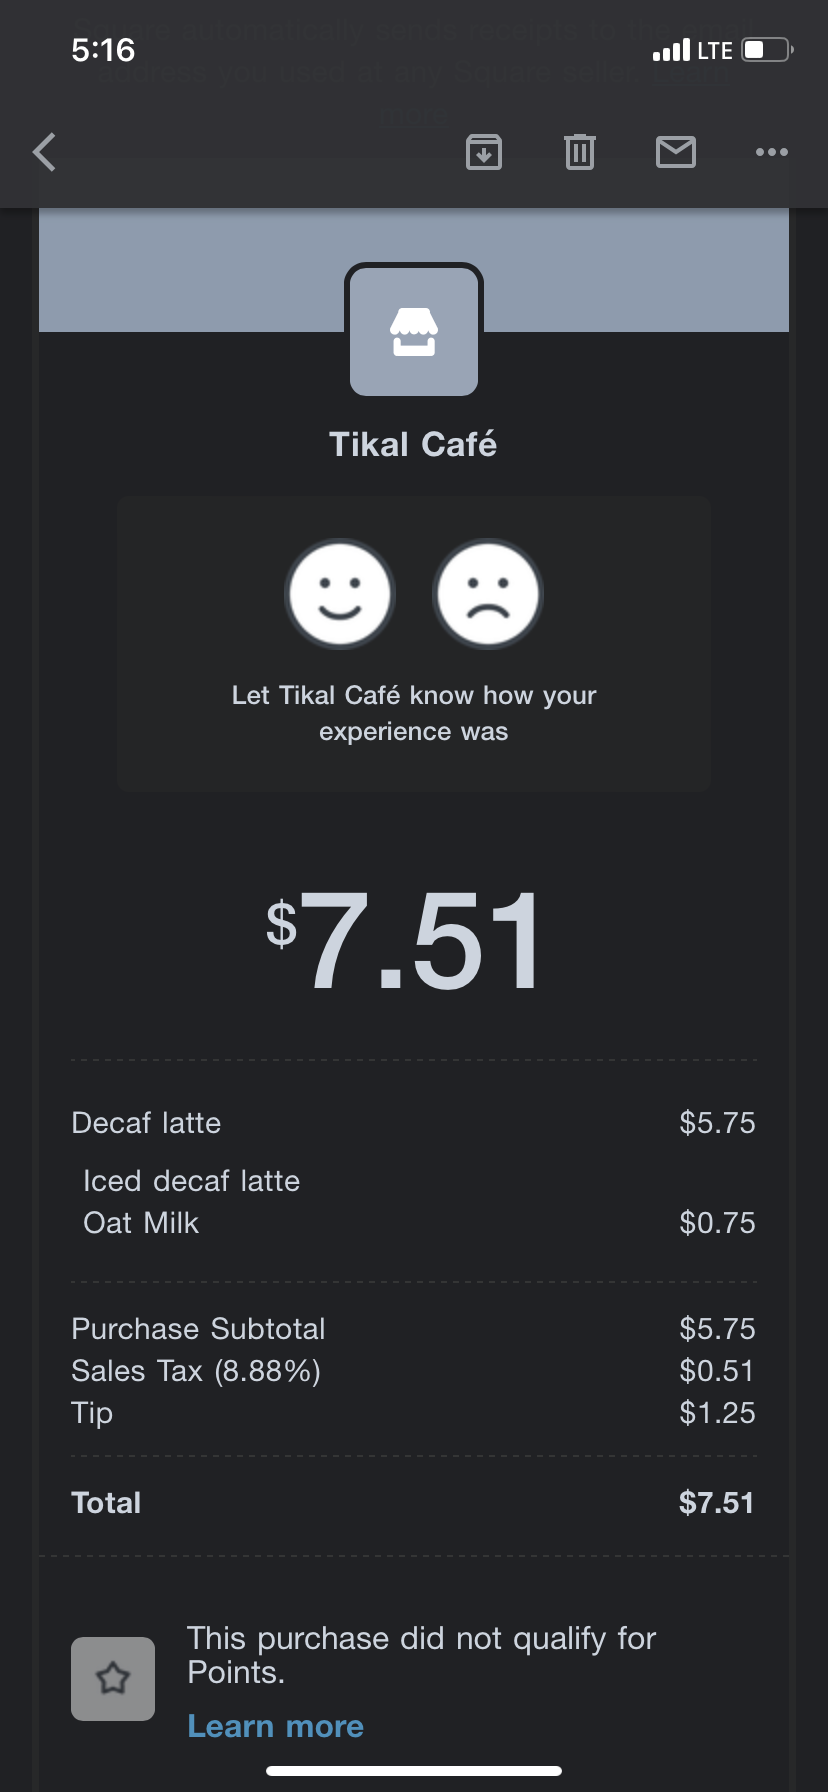 Square automatically sends receipts to the email
5:16
LTE
address you used at any Square seller. Learn
more
Tikal Café
Let Tikal Café know how your
experience was
$7.51
Decaf latte $5.75
Iced decaf latte
Oat Milk $0.75
Purchase Subtotal $5.75
Sales Tax (8.88%) $0.51
Tip $1.25
Total $7.51
This purchase did not qualify for
Points.
Learn more